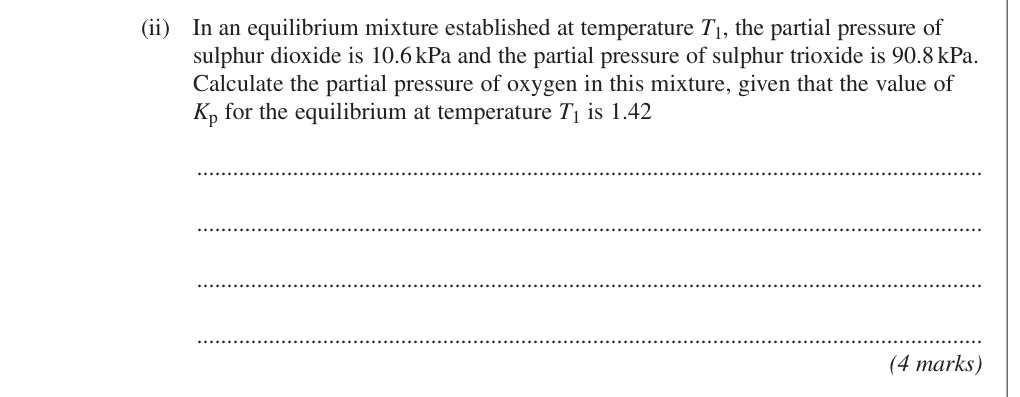 (ii) In an equilibrium mixture established at temperature T₁, the partial pressure of
sulphur dioxide is 10.6 kPa and the partial pressure of sulphur trioxide is 90.8 kPa.
Calculate the partial pressure of oxygen in this mixture, given that the value of
Kₚ for the equilibrium at temperature T₁ is 1.42
(4 marks)